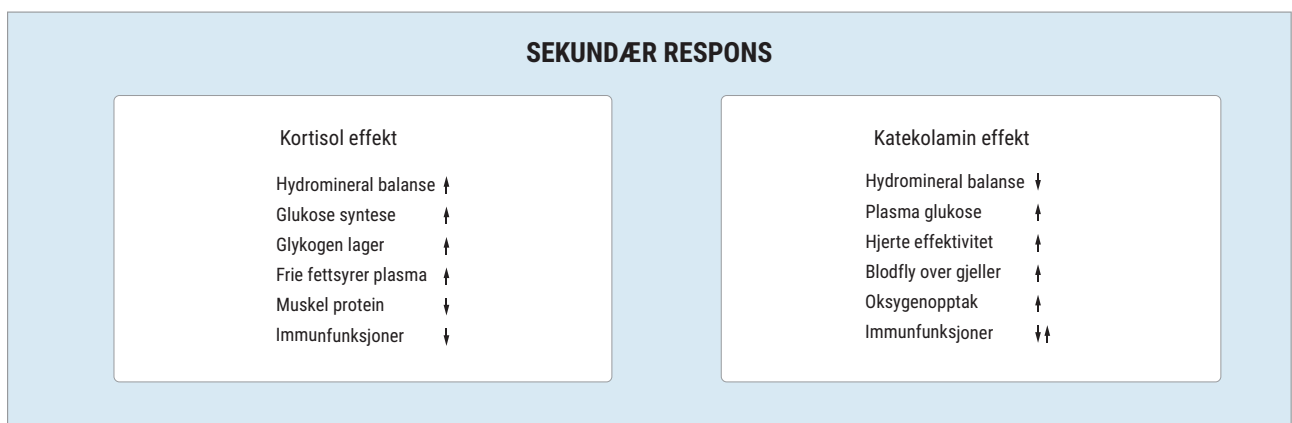 SEKUNDÆR RESPONS
Kortisol effekt
Hydromineral balanse ↑
Glukose syntese ↑
Glykogen lager ↑
Frie fettsyrer plasma ↑
Muskel protein ↓
Immunfunksjoner ↓
Katekolamin effekt
Hydromineral balanse ↓
Plasma glukose ↑
Hjerte effektivitet ↑
Blodfly over gjeller ↑
Oksygenopptak ↑
Immunfunksjoner ↓↑